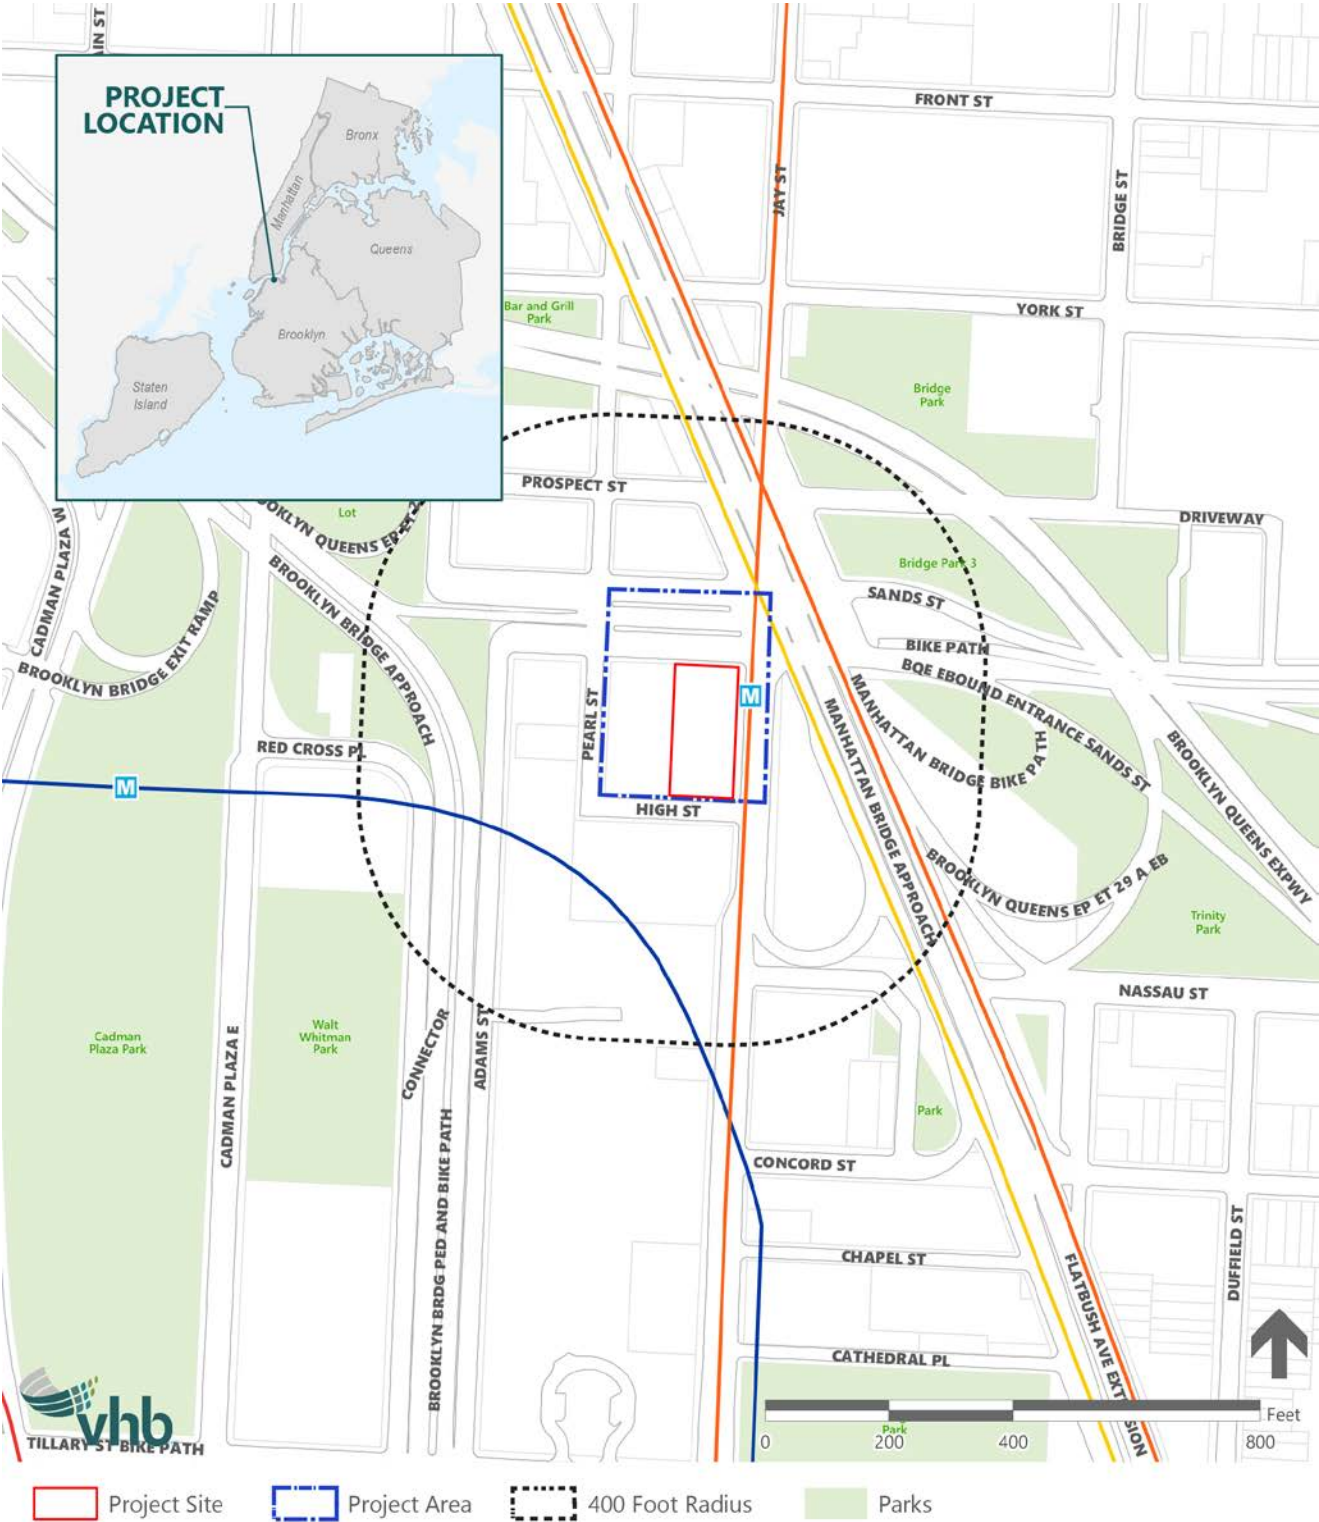 AIN ST
PROJECT
LOCATION
Bronx
Manhattan
Queens
Brooklyn
Staten
Island
FRONT ST
JAY ST
BRIDGE ST
YORK ST
Bar and Grill
Park
Bridge
Park
PROSPECT ST
DRIVEWAY
Lot
CADMAN PLAZA W
BROOKLYN BRIDGE EXIT RAMP
BROOKLYN BRIDGE APPROACH
Bridge Park 3
SANDS ST
BIKE PATH
BQE EBOUND ENTRANCE SANDS ST
MANHATTAN BRIDGE BIKE PATH
MANHATTAN BRIDGE APPROACH
BROOKLYN QUEENS EXPWY
PEARL ST
M
RED CROSS PL
M
HIGH ST
BROOKLYN QUEENS EP ET 29 A EB
Trinity
Park
NASSAU ST
Cadman
Plaza Park
Walt
Whitman
Park
CADMAN PLAZA E
CONNECTOR
ADAMS ST
BROOKLYN BRDG PED AND BIKE PATH
Park
CONCORD ST
CHAPEL ST
DUFFIELD ST
FLATBUSH AVE EXTENSION
CATHEDRAL PL
Park
vhb
TILLARY ST BIKE PATH
Feet
0 200 400 800
Project Site
Project Area
400 Foot Radius
Parks